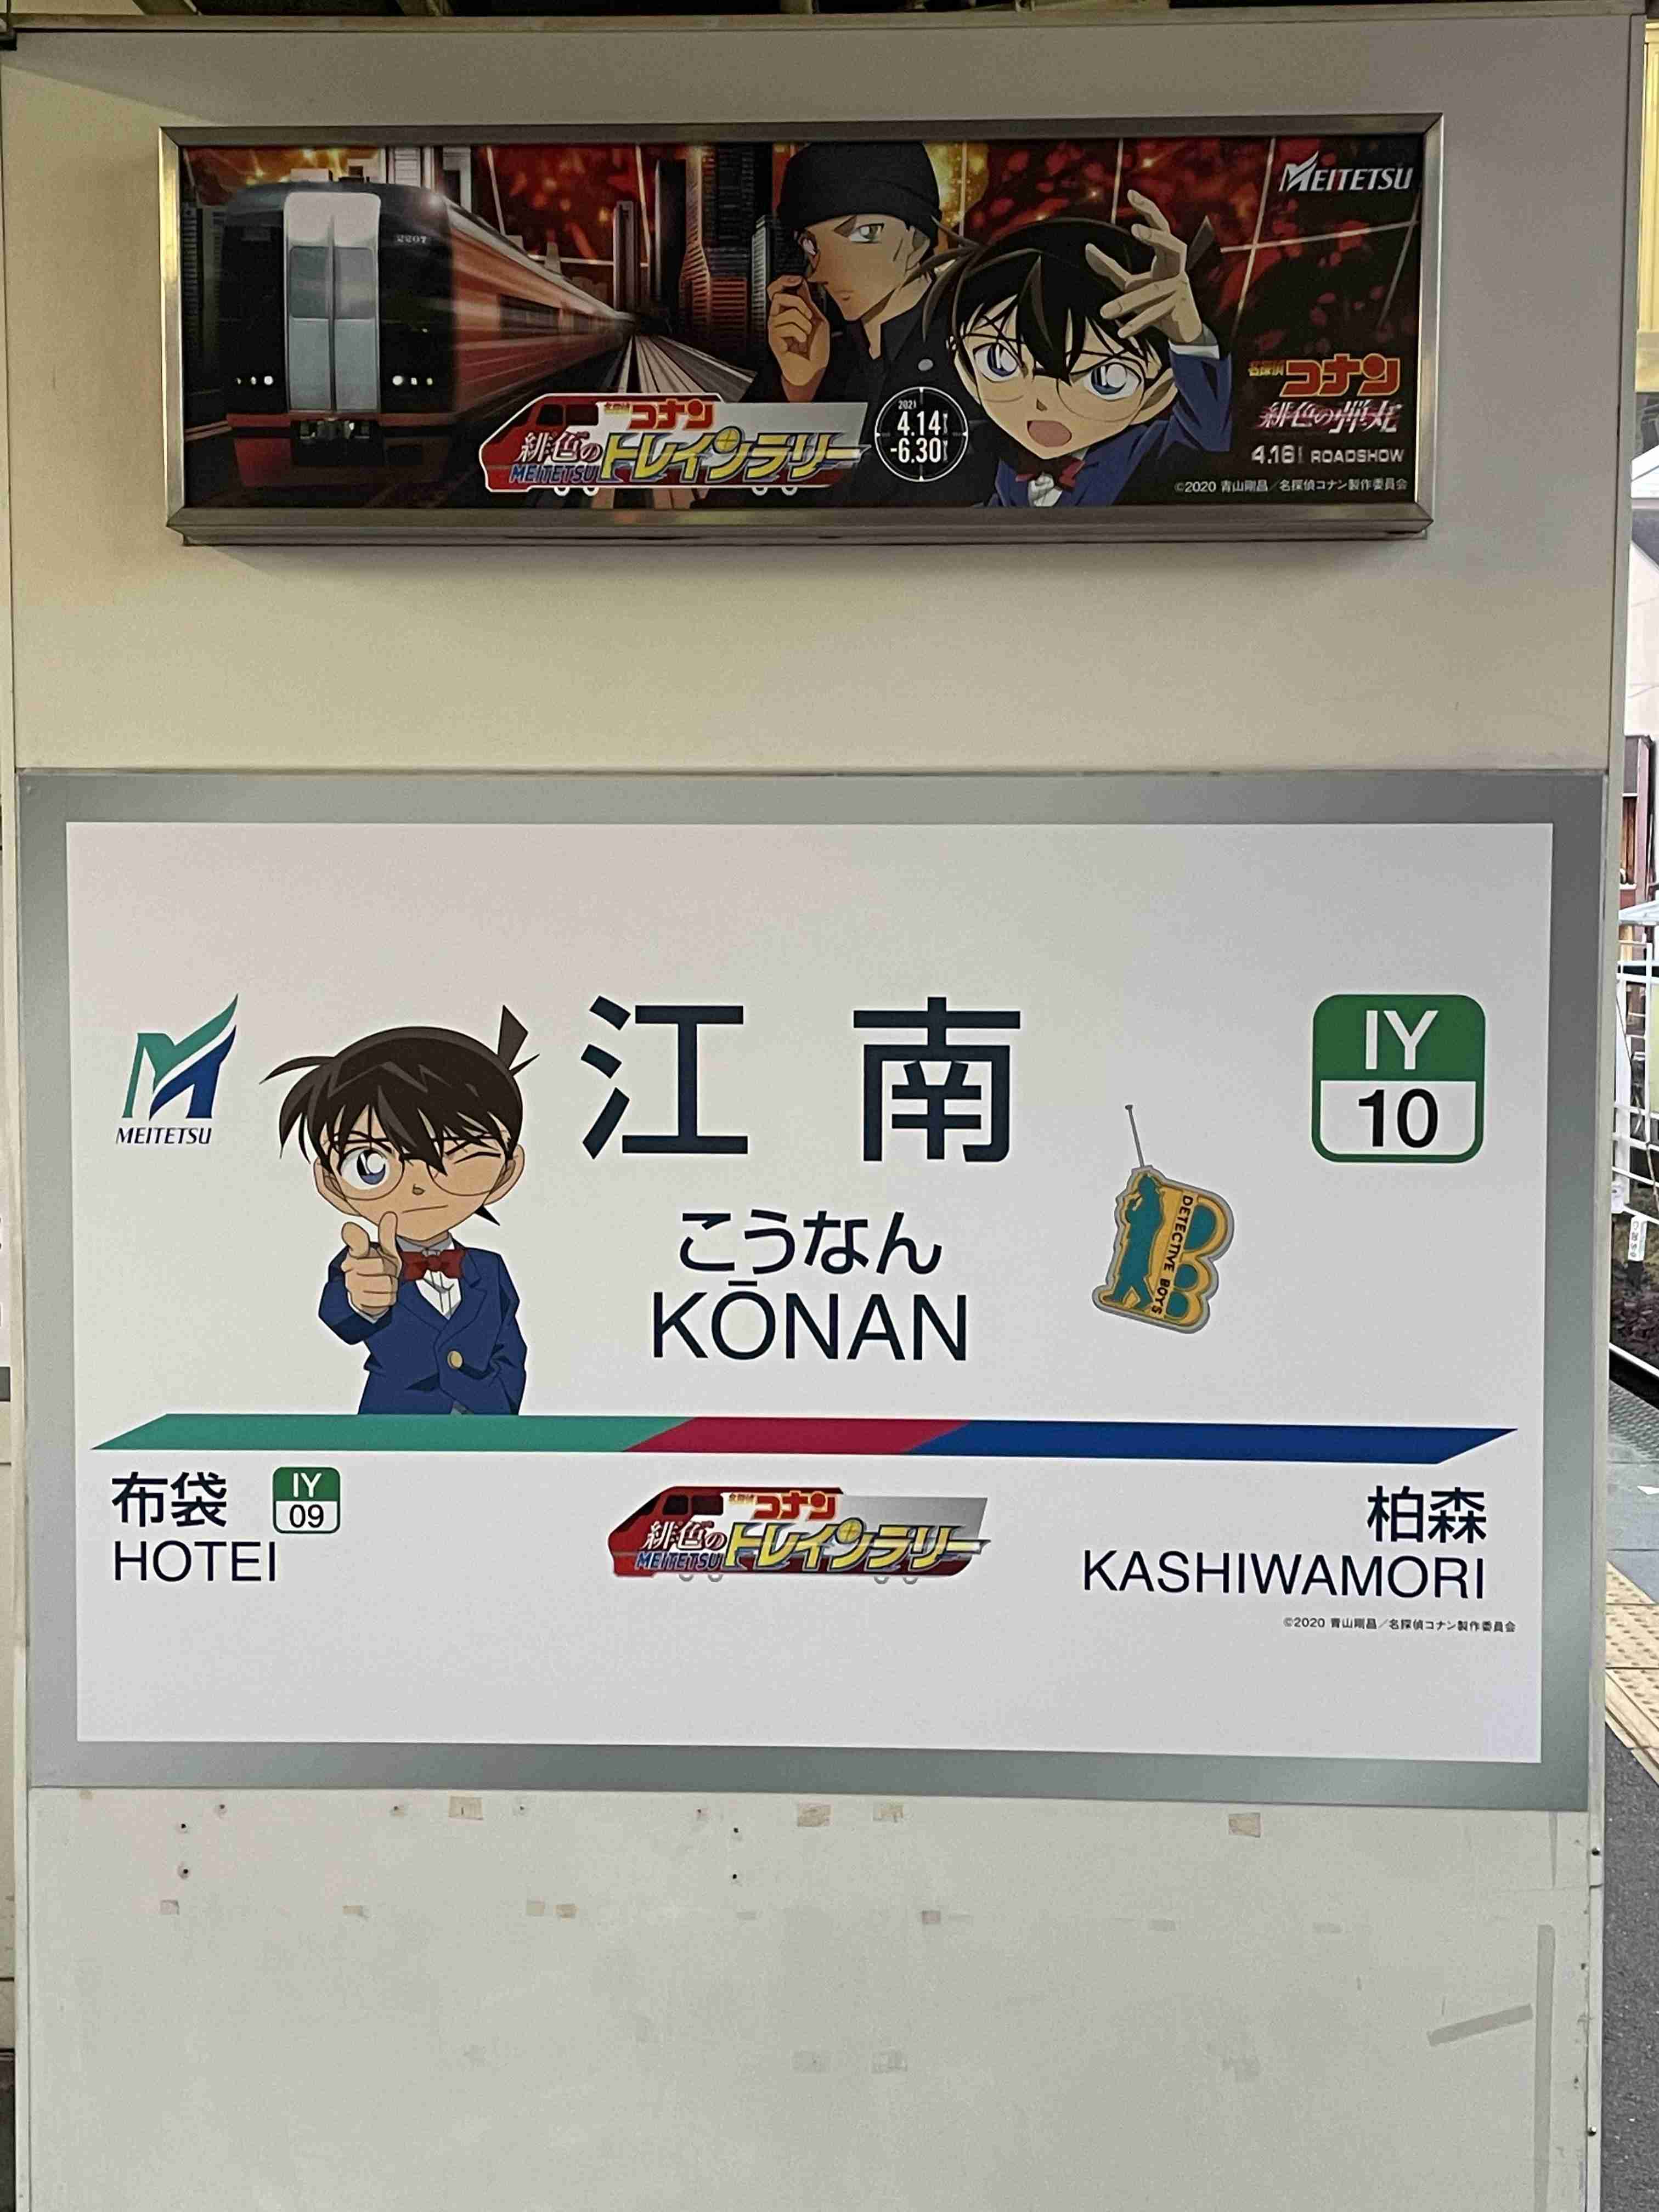 MEITETSU
2207
名探偵コナン
緋色の
MEITETSU トレインラリー
2021
4.14
-6.30
名探偵コナン
緋色の弾丸
4.16 ROADSHOW
©2020 青山剛昌／名探偵コナン製作委員会
MEITETSU
江南
こうなん
KŌNAN
IY
10
DETECTIVE BOYS
布袋
IY
09
HOTEI
名探偵コナン
緋色の
MEITETSU トレインラリー
柏森
KASHIWAMORI
©2020 青山剛昌／名探偵コナン製作委員会